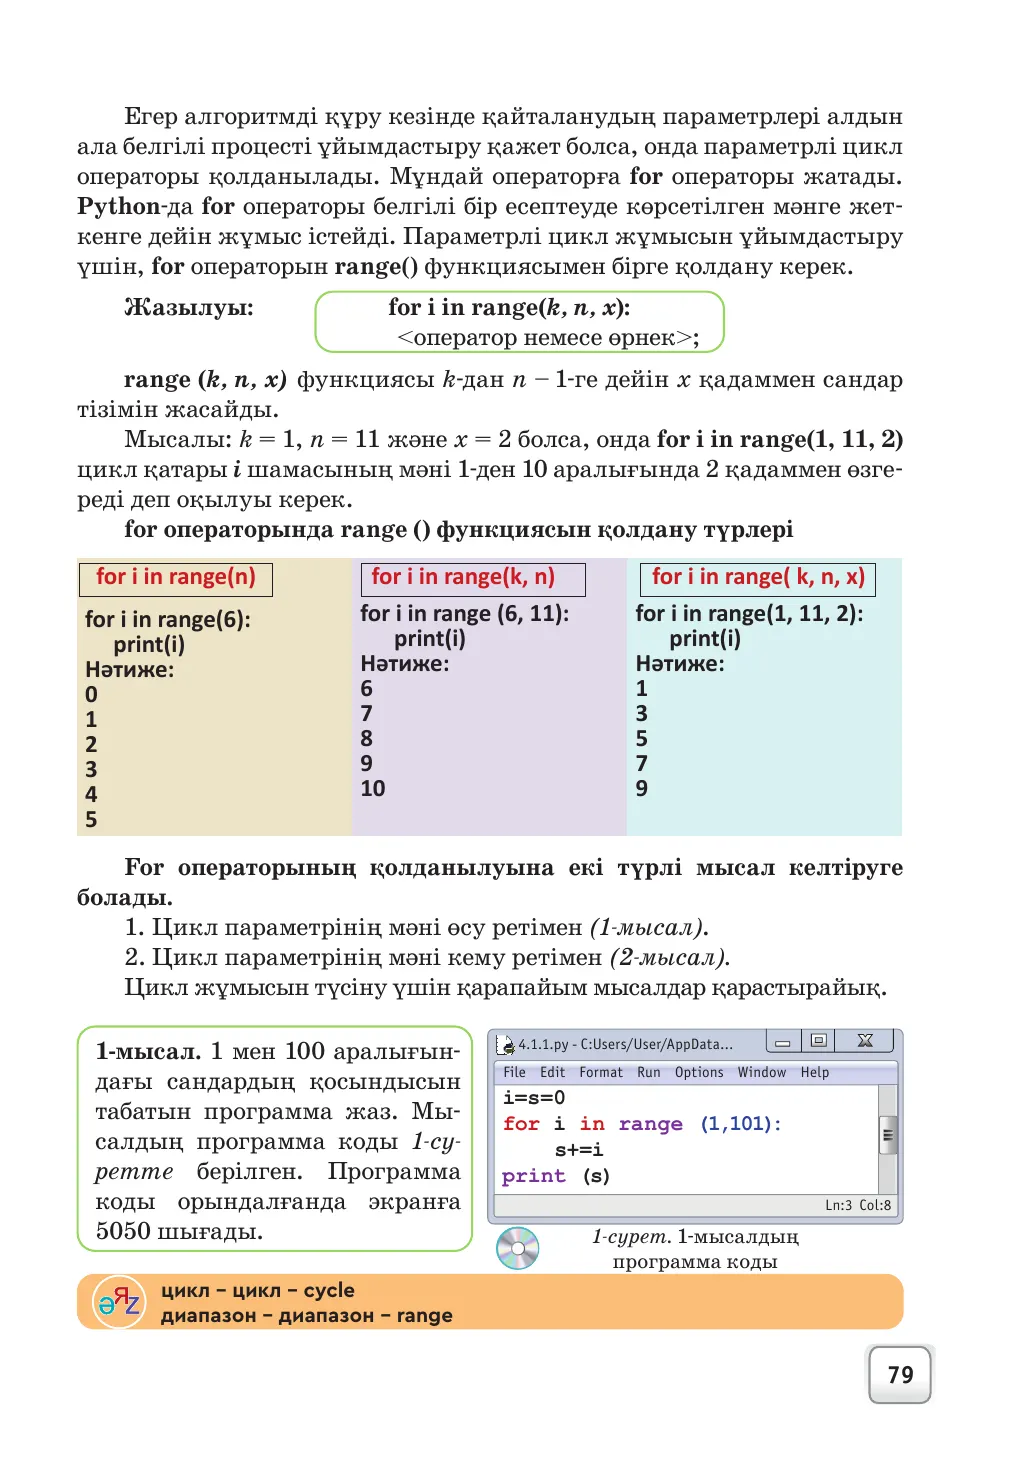 Егер алгоритмді құру кезінде қайталанудың параметрлері алдын
ала белгілі процесті ұйымдастыру қажет болса, онда параметрлі цикл
операторы қолданылады. Мұндай операторға for операторы жатады.
Python-да for операторы белгілі бір есептеуде көрсетілген мәнге жет-
кенге дейін жұмыс істейді. Параметрлі цикл жұмысын ұйымдастыру
үшін, for операторын range() функциясымен бірге қолдану керек.
Жазылуы:
for i in range(k, n, x):
<оператор немесе өрнек>;
range (k, n, x) функциясы k-дан n – 1-ге дейін x қадаммен сандар
тізімін жасайды.
Мысалы: k = 1, n = 11 және x = 2 болса, онда for i in range(1, 11, 2)
цикл қатары i шамасының мәні 1-ден 10 аралығында 2 қадаммен өзге-
реді деп оқылуы керек.
for операторында range () функциясын қолдану түрлері
for i in range(n)
for i in range(6):
print(i)
Нәтиже:
0
1
2
3
4
5
for i in range(k, n)
for i in range (6, 11):
print(i)
Нәтиже:
6
7
8
9
10
for i in range( k, n, x)
for i in range(1, 11, 2):
print(i)
Нәтиже:
1
3
5
7
9
For операторының қолданылуына екі түрлі мысал келтіруге
болады.
1. Цикл параметрінің мәні өсу ретімен (1-мысал).
2. Цикл параметрінің мәні кему ретімен (2-мысал).
Цикл жұмысын түсіну үшін қарапайым мысалдар қарастырайық.
1-мысал. 1 мен 100 аралығын-
дағы сандардың қосындысын
табатын программа жаз. Мы-
салдың программа коды 1-су-
ретте берілген. Программа
коды орындалғанда экранға
5050 шығады.
4.1.1.py - C:Users/User/AppData...
File Edit Format Run Options Window Help
i=s=0
for i in range (1,101):
s+=i
print (s)
Ln:3 Col:8
1-сурет. 1-мысалдың
программа коды
әЯZ
цикл – цикл – cycle
диапазон – диапазон – range
79